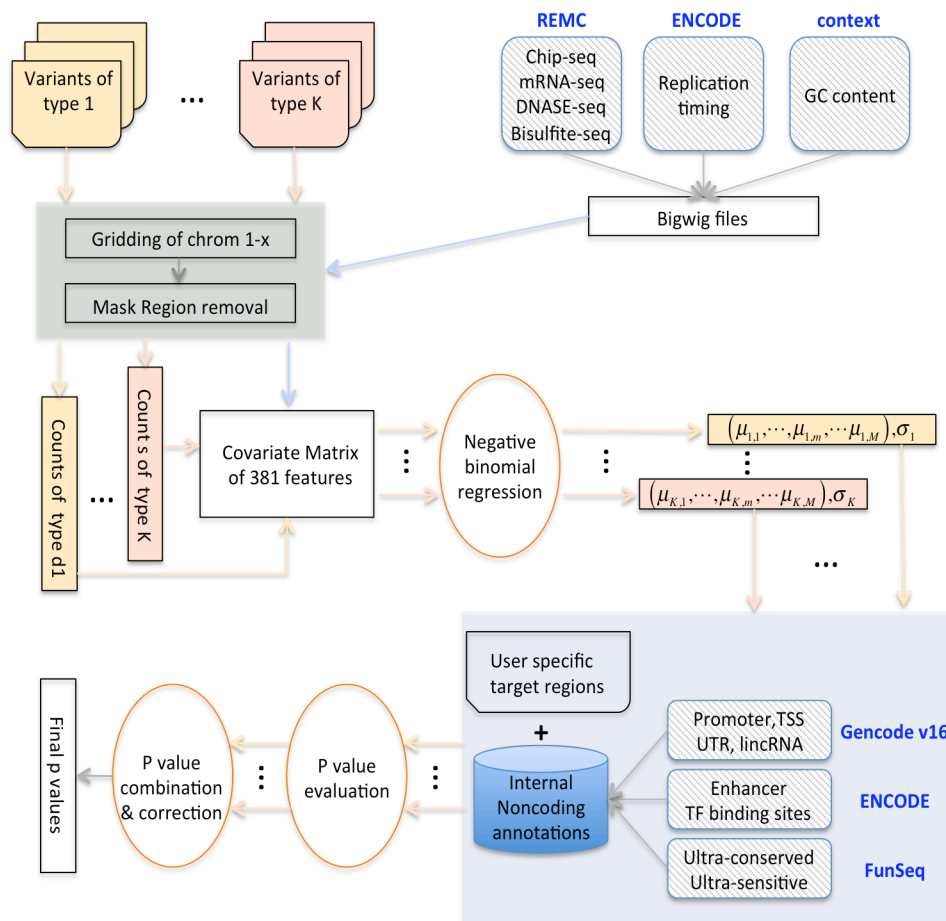 REMC
ENCODE
context
Variants of
type 1
...
Variants of
type K
Chip-seq
mRNA-seq
DNASE-seq
Bisulfite-seq
Replication
timing
GC content
Bigwig files
Gridding of chrom 1-x
Mask Region removal
Counts of type d1
...
Count s of type K
Covariate Matrix
of 381 features
...
Negative
binomial
regression
...
(μ1,1,⋯,μ1,m,⋯μ1,M),σ1
...
(μK,1,⋯,μK,m,⋯μK,M),σK
...
User specific
target regions
+
Internal
Noncoding
annotations
Promoter,TSS
UTR, lincRNA
Gencode v16
Enhancer
TF binding sites
ENCODE
Ultra-conserved
Ultra-sensitive
FunSeq
...
P value
evaluation
...
P value
combination
& correction
Final p values